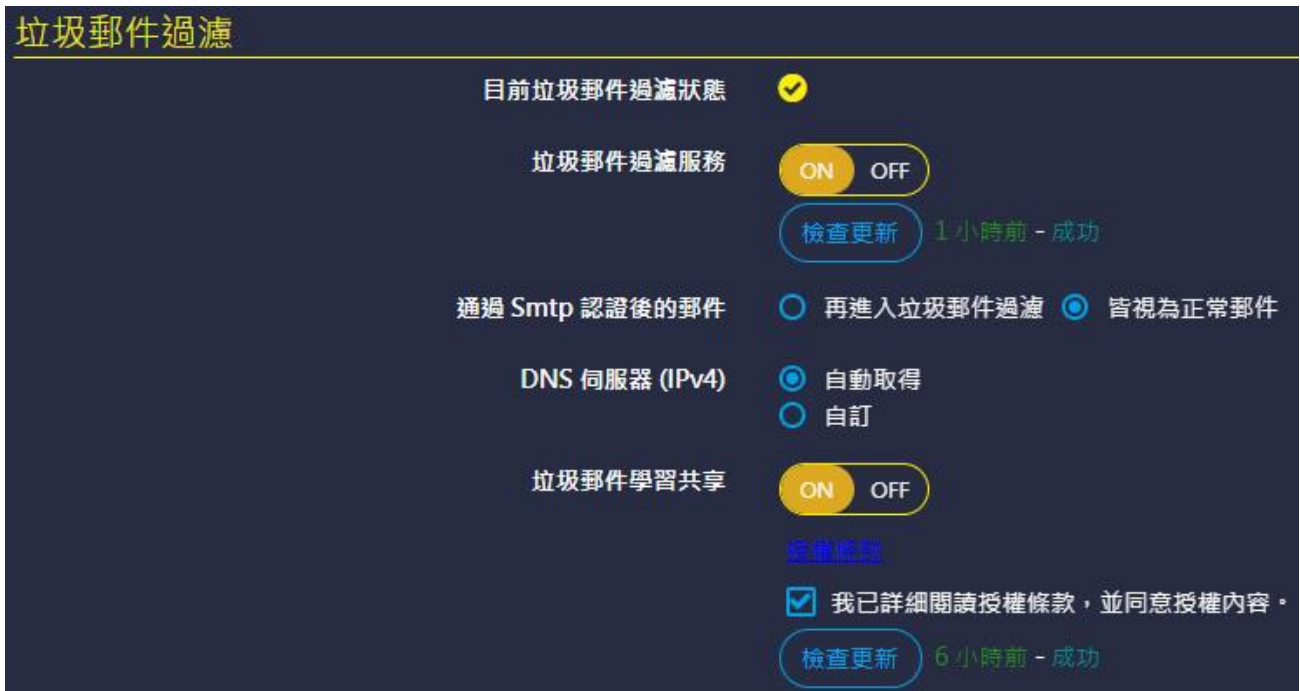 垃圾郵件過濾
目前垃圾郵件過濾狀態
垃圾郵件過濾服務 ON OFF
檢查更新 1 小時前 - 成功
通過 Smtp 認證後的郵件 再進入垃圾郵件過濾 皆視為正常郵件
DNS 伺服器 (IPv4) 自動取得
自訂
垃圾郵件學習共享 ON OFF
授權條款
我已詳細閱讀授權條款，並同意授權內容。
檢查更新 6 小時前 - 成功